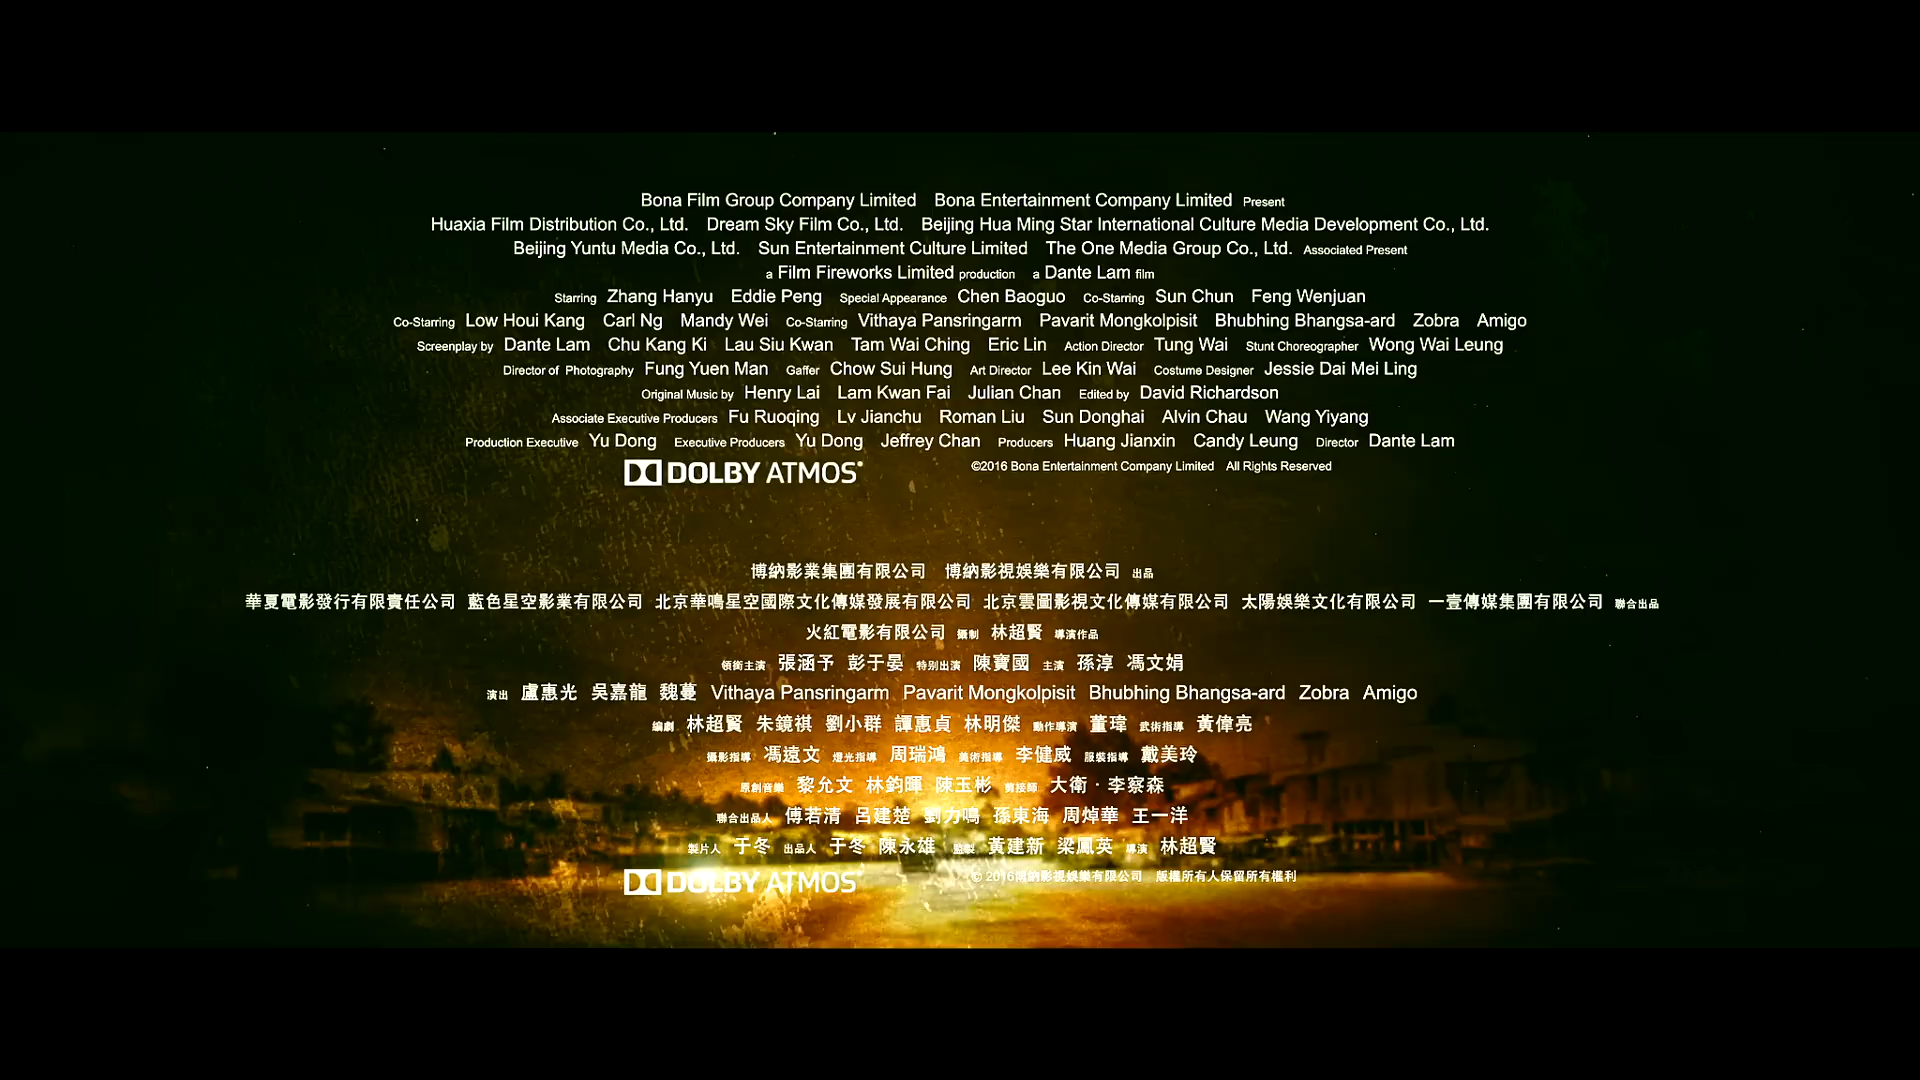 Bona Film Group Company Limited Bona Entertainment Company Limited Present
Huaxia Film Distribution Co., Ltd. Dream Sky Film Co., Ltd. Beijing Hua Ming Star International Culture Media Development Co., Ltd.
Beijing Yuntu Media Co., Ltd. Sun Entertainment Culture Limited The One Media Group Co., Ltd. Associated Present
a Film Fireworks Limited production a Dante Lam film
Starring Zhang Hanyu Eddie Peng Special Appearance Chen Baoguo Co-Starring Sun Chun Feng Wenjuan
Co-Starring Low Houi Kang Carl Ng Mandy Wei Co-Starring Vithaya Pansringarm Pavarit Mongkolpisit Bhubhing Bhangsa-ard Zobra Amigo
Screenplay by Dante Lam Chu Kang Ki Lau Siu Kwan Tam Wai Ching Eric Lin Action Director Tung Wai Stunt Choreographer Wong Wai Leung
Director of Photography Fung Yuen Man Gaffer Chow Sui Hung Art Director Lee Kin Wai Costume Designer Jessie Dai Mei Ling
Original Music by Henry Lai Lam Kwan Fai Julian Chan Edited by David Richardson
Associate Executive Producers Fu Ruoqing Lv Jianchu Roman Liu Sun Donghai Alvin Chau Wang Yiyang
Production Executive Yu Dong Executive Producers Yu Dong Jeffrey Chan Producers Huang Jianxin Candy Leung Director Dante Lam
DOLBY ATMOS ©2016 Bona Entertainment Company Limited All Rights Reserved
博納影業集團有限公司 博納影視娛樂有限公司 出品
華夏電影發行有限責任公司 藍色星空影業有限公司 北京華鳴星空國際文化傳媒發展有限公司 北京雲圖影視文化傳媒有限公司 太陽娛樂文化有限公司 一壹傳媒集團有限公司 聯合出品
火紅電影有限公司 攝制 林超賢 導演作品
領銜主演 張涵予 彭于晏 特別出演 陳寶國 主演 孫淳 馮文娟
演出 盧惠光 吳嘉龍 魏蔓 Vithaya Pansringarm Pavarit Mongkolpisit Bhubhing Bhangsa-ard Zobra Amigo
編劇 林超賢 朱鏡祺 劉小群 譚惠貞 林明傑 動作導演 董瑋 武術指導 黃偉亮
攝影指導 馮遠文 燈光指導 周瑞鴻 美術指導 李健威 服裝指導 戴美玲
原創音樂 黎允文 林鈞暉 陳玉彬 剪接師 大衛·李察森
聯合出品人 傅若清 呂建楚 劉力鳴 孫東海 周焯華 王一洋
製片人 于冬 出品人 于冬 陳永雄 監製 黃建新 梁鳳英 導演 林超賢
DOLBY ATMOS © 2016博納影視娛樂有限公司 版權所有人保留所有權利